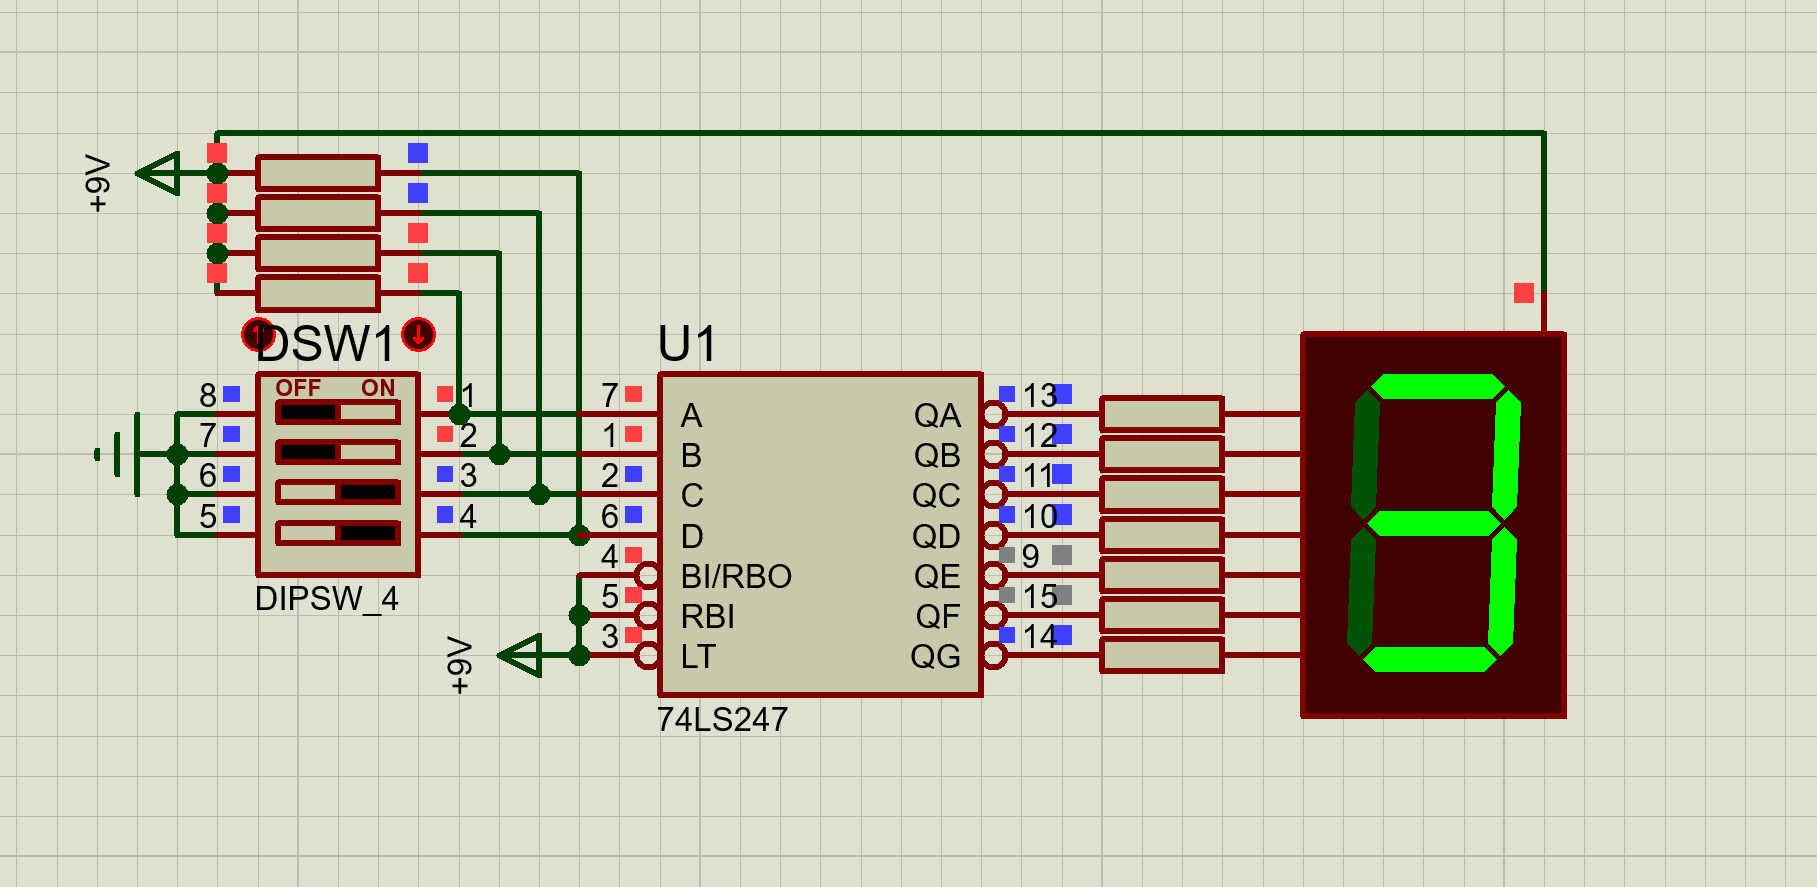 +9V
DSW1
U1
OFF ON
8 1
7 2
6 3
5 4
DIPSW_4
7 A QA 13
1 B QB 12
2 C QC 11
6 D QD 10
4 BI/RBO QE 9
5 RBI QF 15
3 LT QG 14
+9V
74LS247